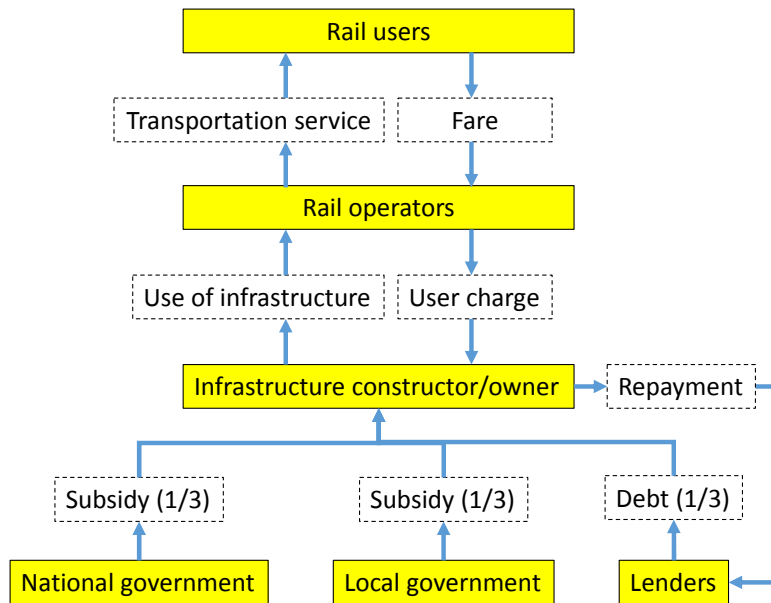 Rail users
Transportation service
Fare
Rail operators
Use of infrastructure
User charge
Infrastructure constructor/owner
Repayment
Subsidy (1/3)
Subsidy (1/3)
Debt (1/3)
National government
Local government
Lenders